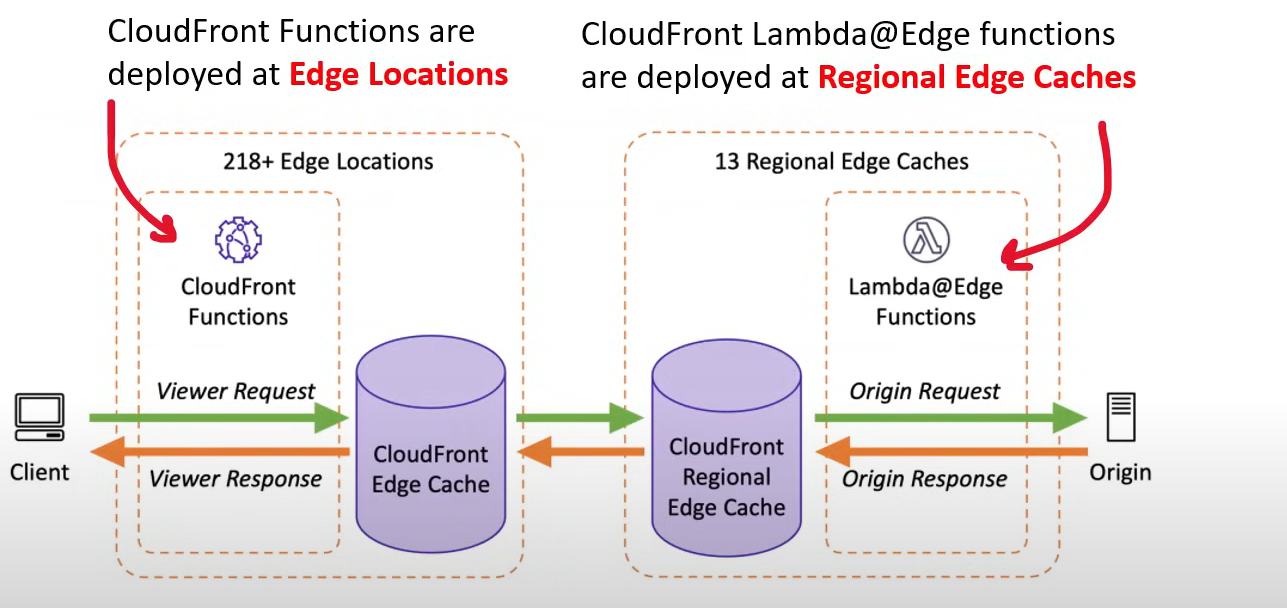 CloudFront Functions are
deployed at Edge Locations
CloudFront Lambda@Edge functions
are deployed at Regional Edge Caches
218+ Edge Locations
13 Regional Edge Caches
CloudFront
Functions
Lambda@Edge
Functions
Viewer Request
Origin Request
Client
CloudFront
Edge Cache
CloudFront
Regional
Edge Cache
Origin
Viewer Response
Origin Response